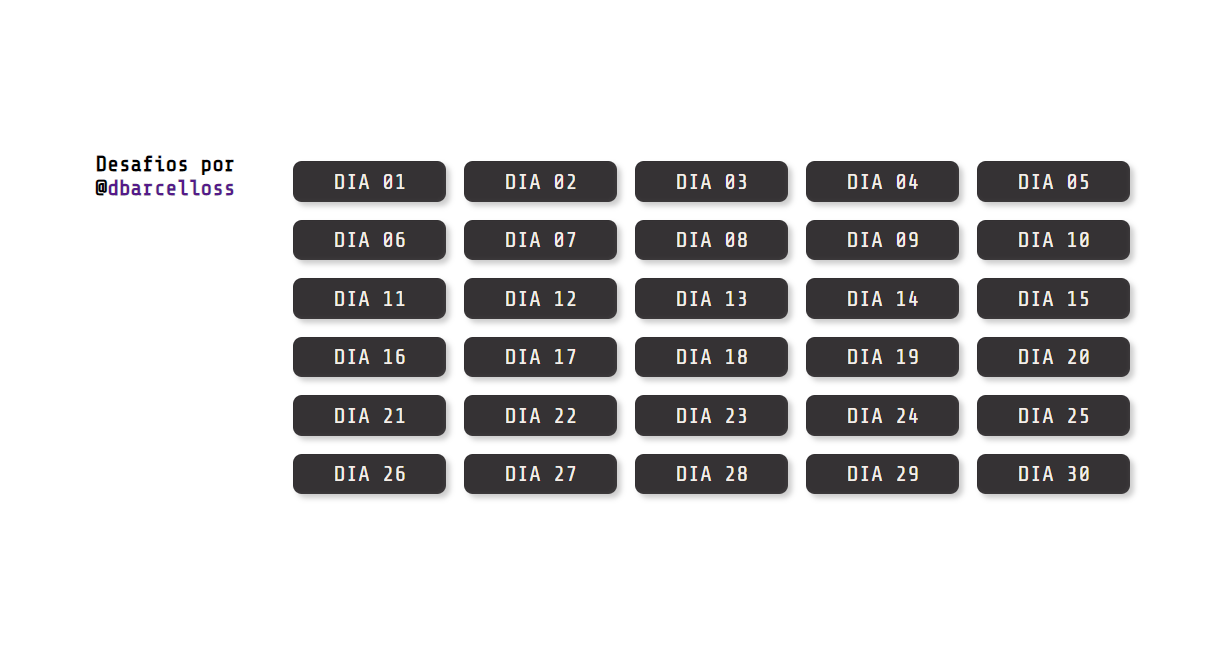 Desafios por
@dbarcelloss
DIA 01
DIA 02
DIA 03
DIA 04
DIA 05
DIA 06
DIA 07
DIA 08
DIA 09
DIA 10
DIA 11
DIA 12
DIA 13
DIA 14
DIA 15
DIA 16
DIA 17
DIA 18
DIA 19
DIA 20
DIA 21
DIA 22
DIA 23
DIA 24
DIA 25
DIA 26
DIA 27
DIA 28
DIA 29
DIA 30